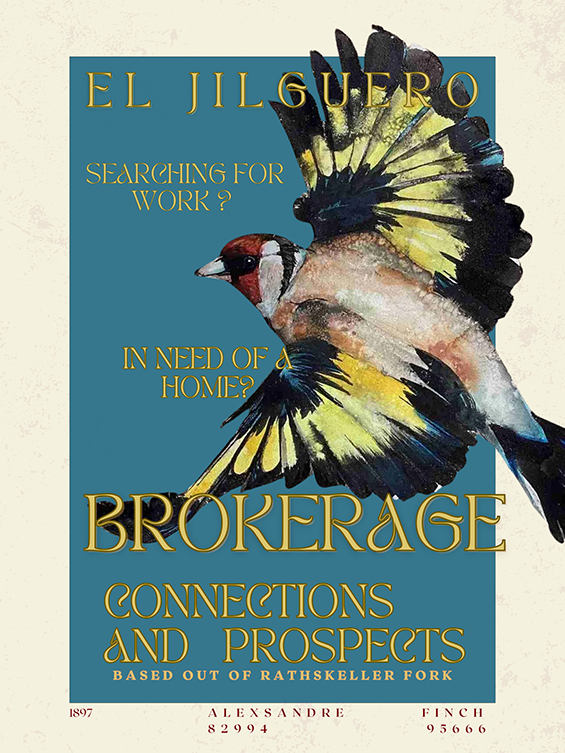 EL JILGUERO
SEARCHING FOR
WORK ?
IN NEED OF A
HOME?
BROKERAGE
CONNECTIONS
AND PROSPECTS
BASED OUT OF RATHSKELLER FORK
1897 ALEXSANDRE FINCH
82994 95666